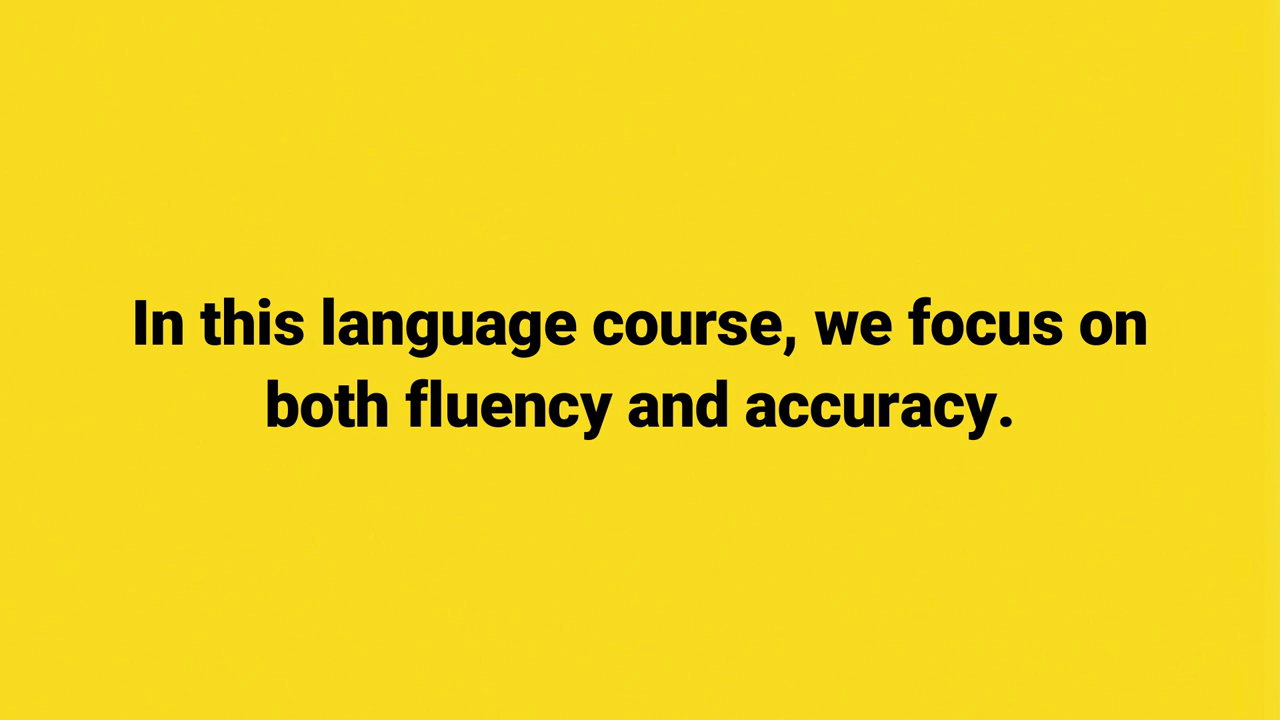 In this language course, we focus on
both fluency and accuracy.